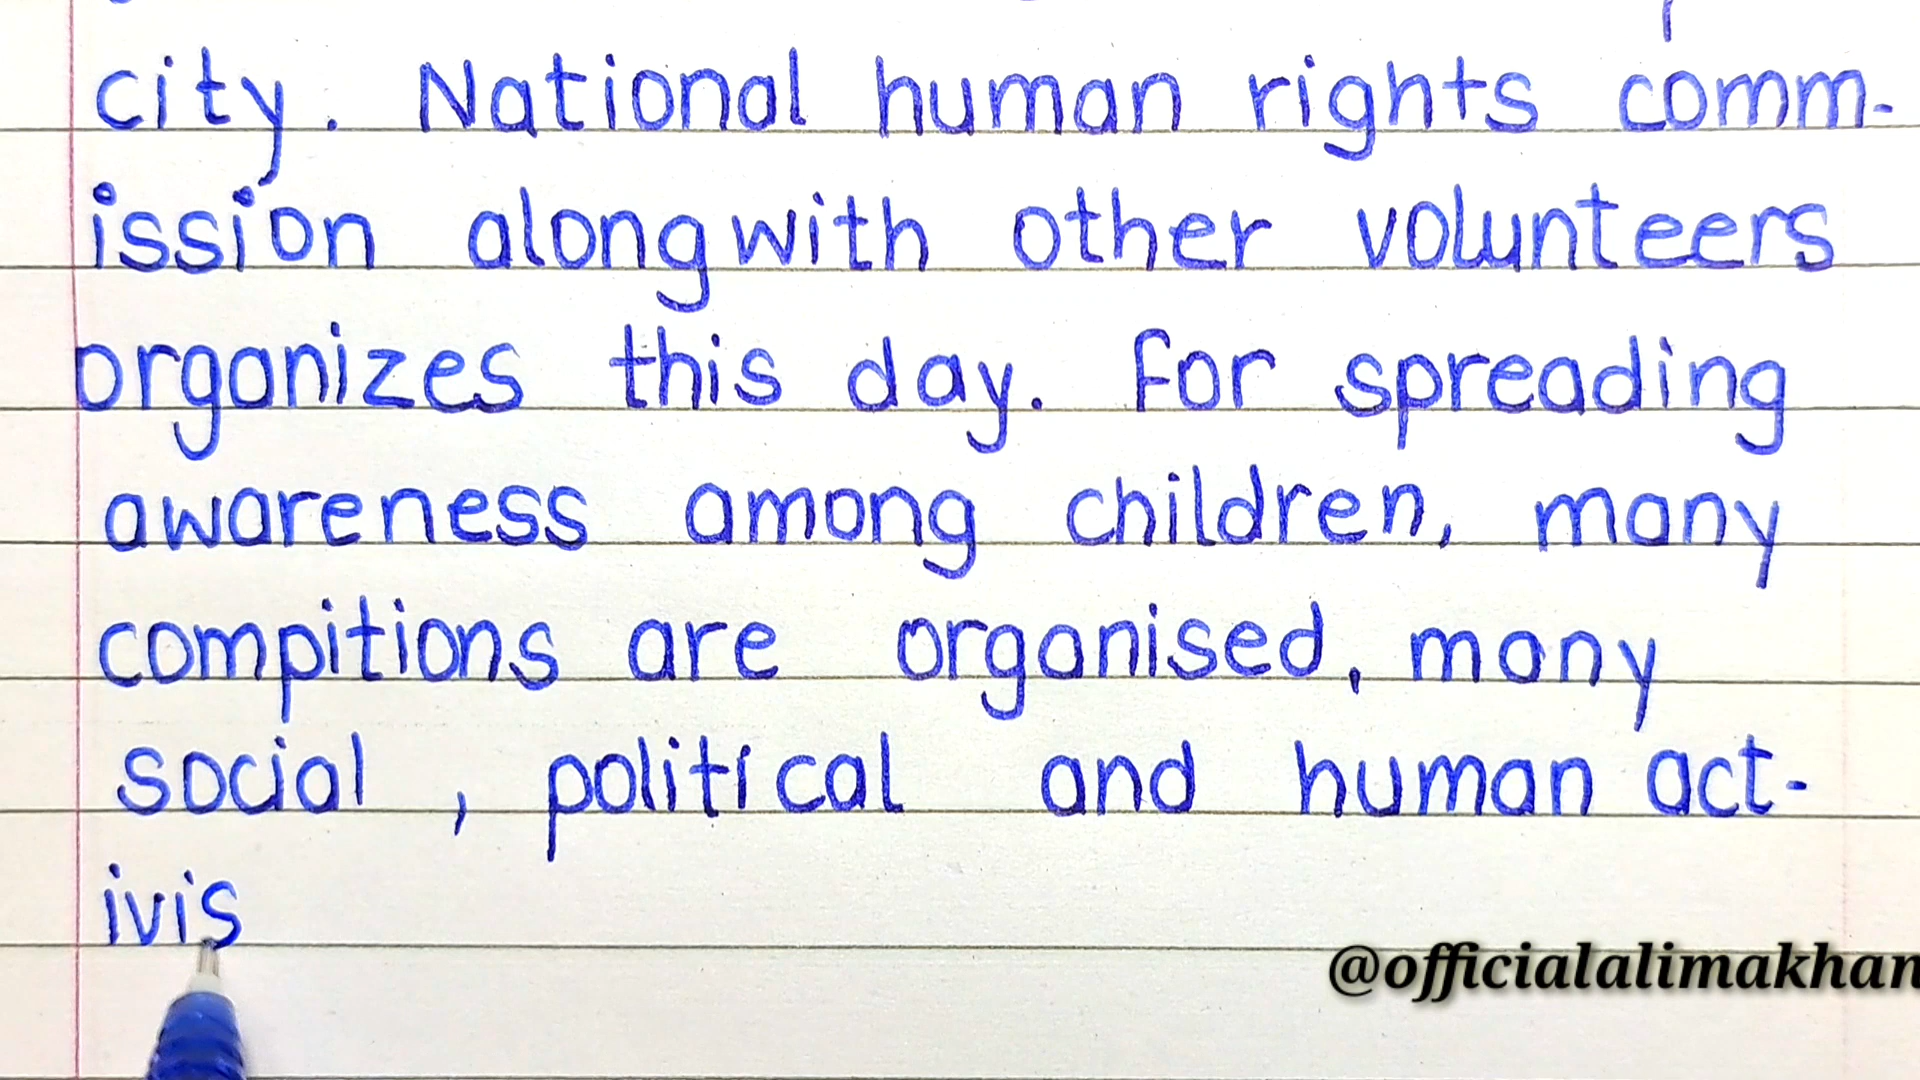 city. National human rights comm-
ission alongwith other volunteers
organizes this day. For spreading
awareness among children, many
compitions are organised, many
social , political and human act-
ivis
@officialalimakhan